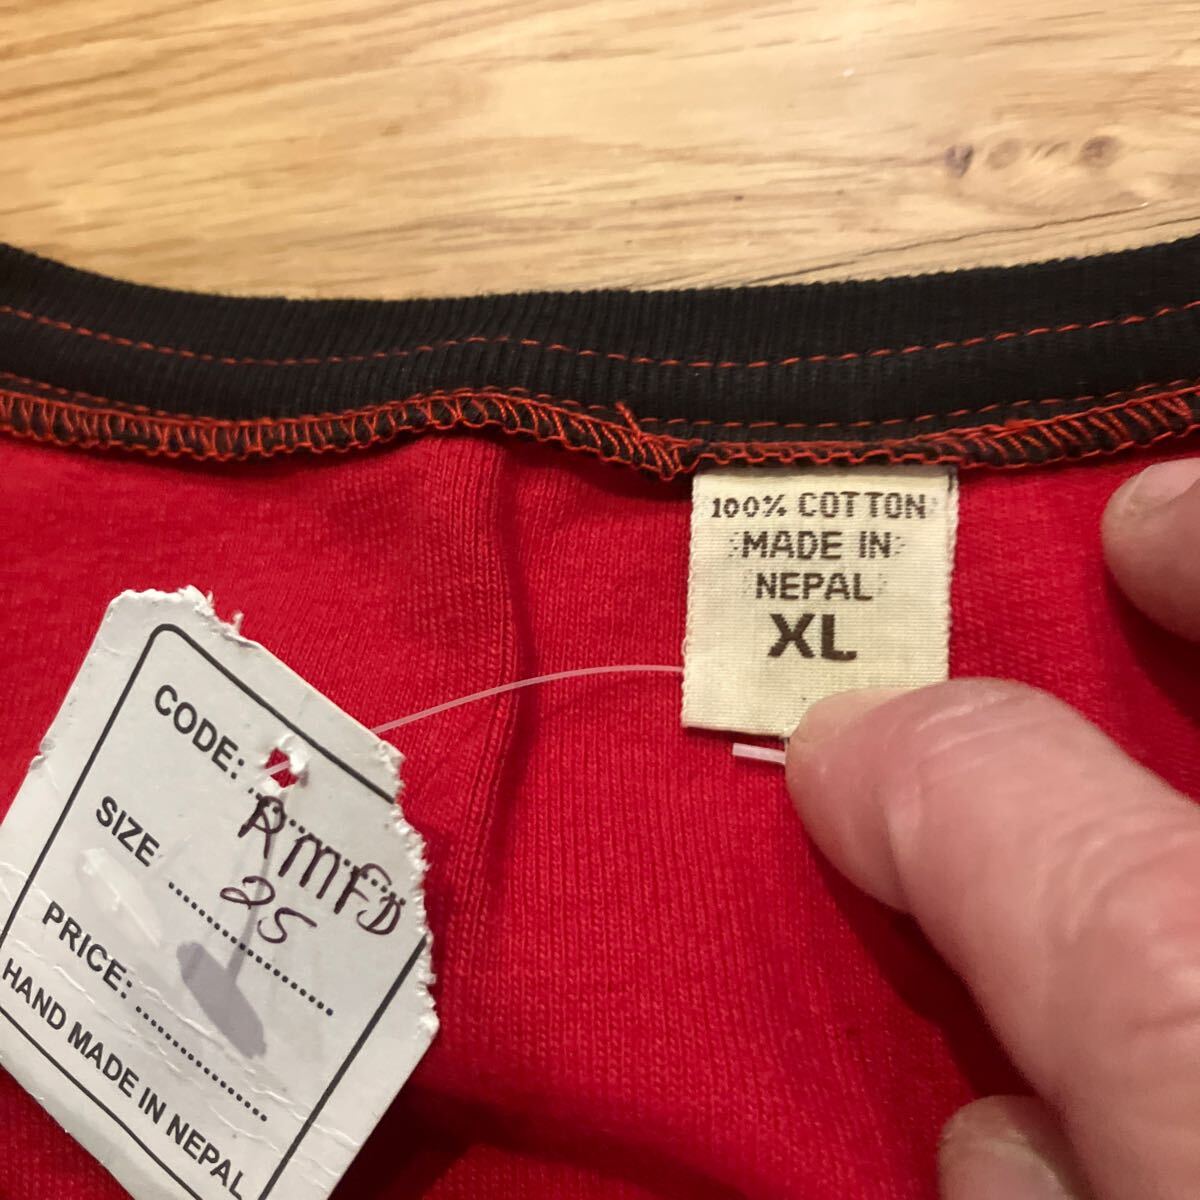 100% COTTON
MADE IN
NEPAL
XL
CODE:
RMFD
SIZE
25
PRICE:
HAND MADE IN NEPAL